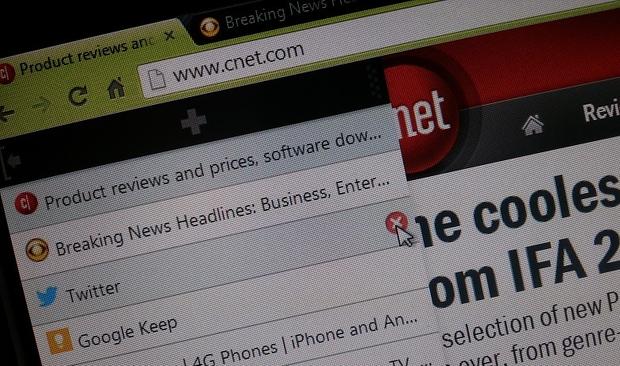 Product reviews and
Breaking News He
www.cnet.com
net
Revi
c|
Product reviews and prices, software dow...
Breaking News Headlines: Business, Enter...
Twitter
Google Keep
4G Phones | iPhone and An...
TV...
he cooles
om IFA 2
selection of new P
over, from genre-